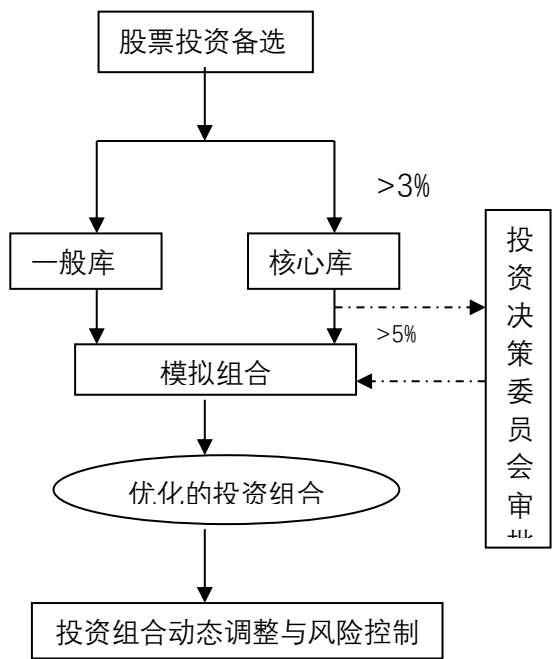 股票投资备选
>3%
一般库
核心库
>5%
模拟组合
优化的投资组合
投资组合动态调整与风险控制
投
资
决
策
委
员
会
审